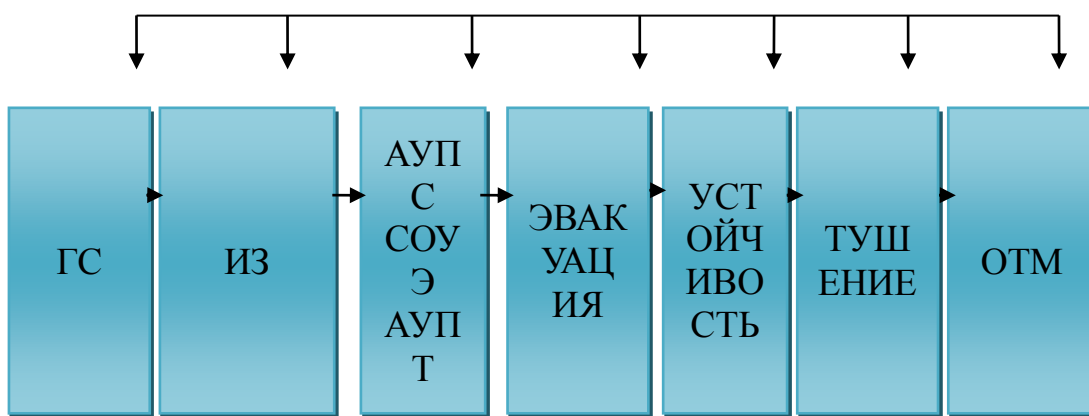 ГС
ИЗ
АУП
С
СОУ
Э
АУП
Т
ЭВАК
УАЦ
ИЯ
УСТ
ОЙЧ
ИВО
СТЬ
ТУШ
ЕНИЕ
ОТМ